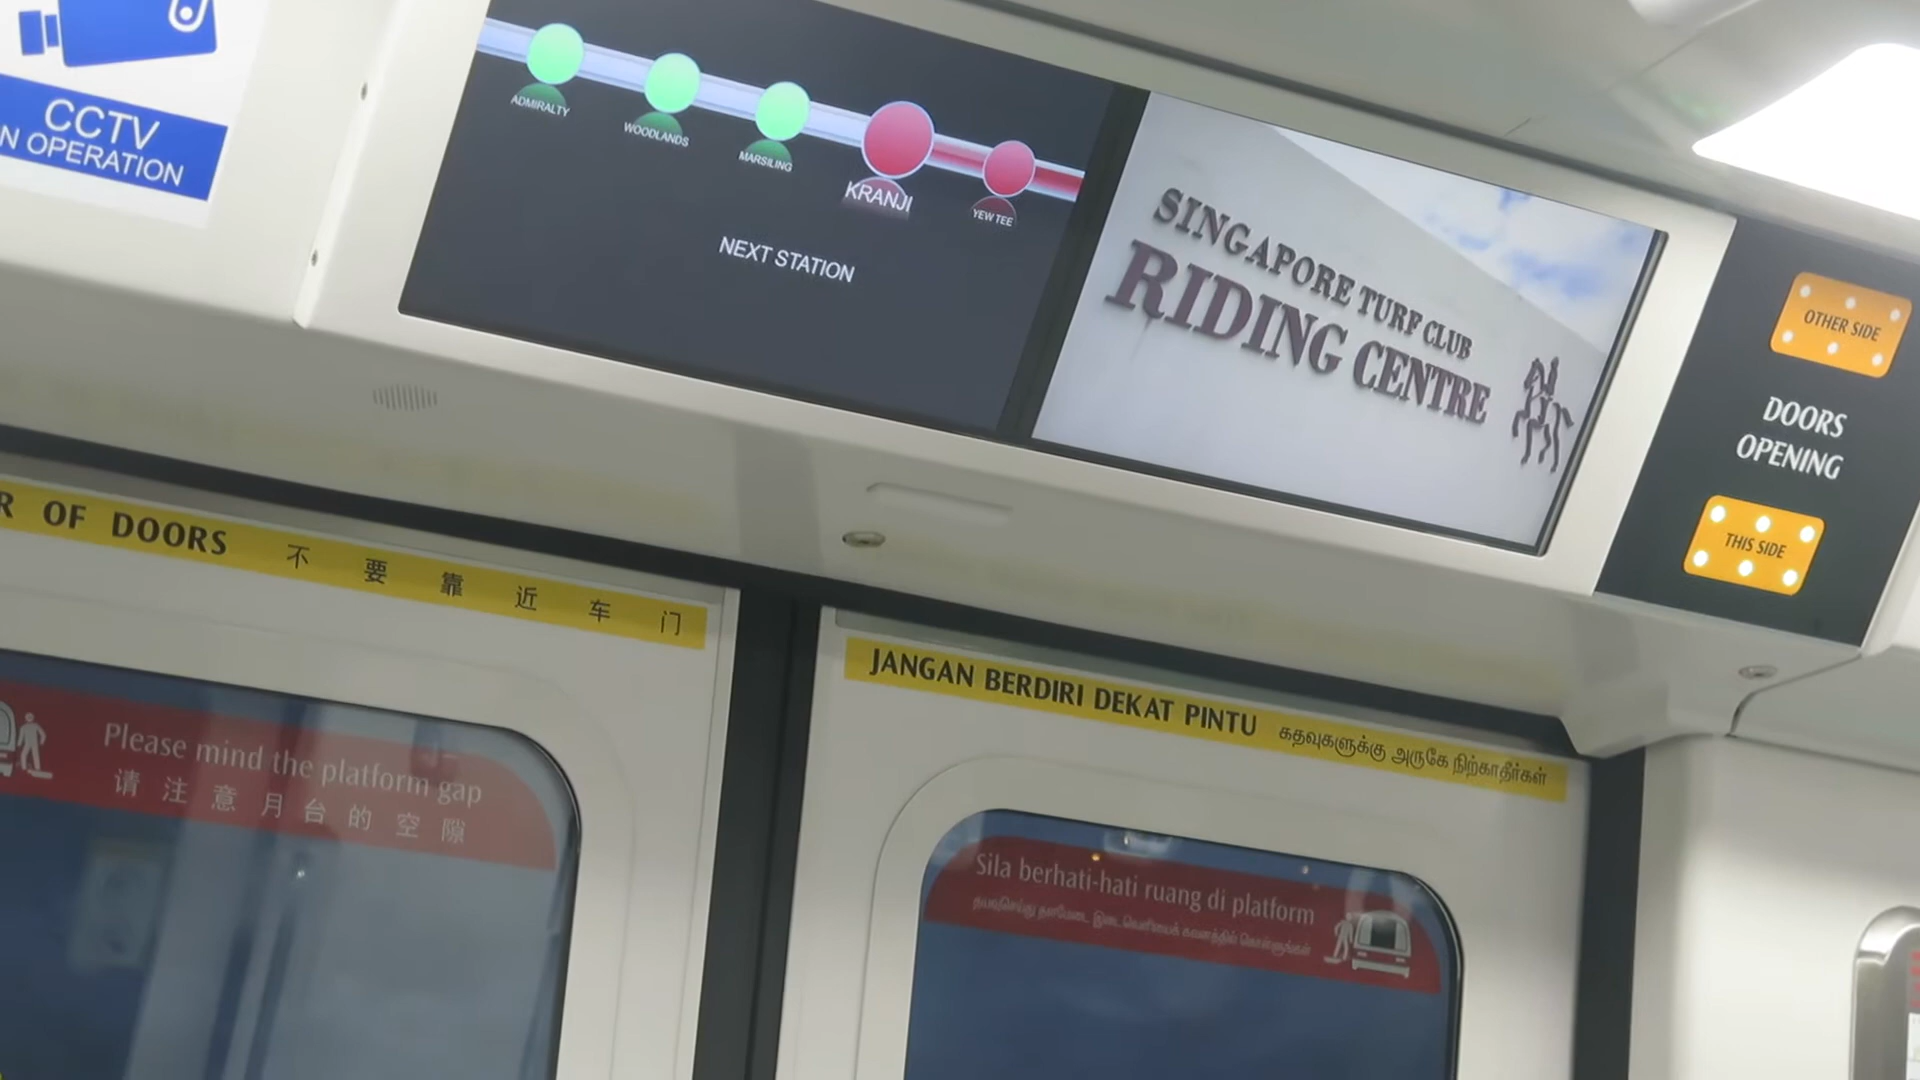 CCTV
N OPERATION
ADMIRALTY
WOODLANDS
MARSILING
KRANJI
YEW TEE
NEXT STATION
SINGAPORE TURF CLUB
RIDING CENTRE
OTHER SIDE
DOORS
OPENING
THIS SIDE
R OF DOORS 不要靠近车门
JANGAN BERDIRI DEKAT PINTU கதவுகளுக்கு அருகே நிற்காதீர்கள்
Please mind the platform gap
请注意月台的空隙
Sila berhati-hati ruang di platform